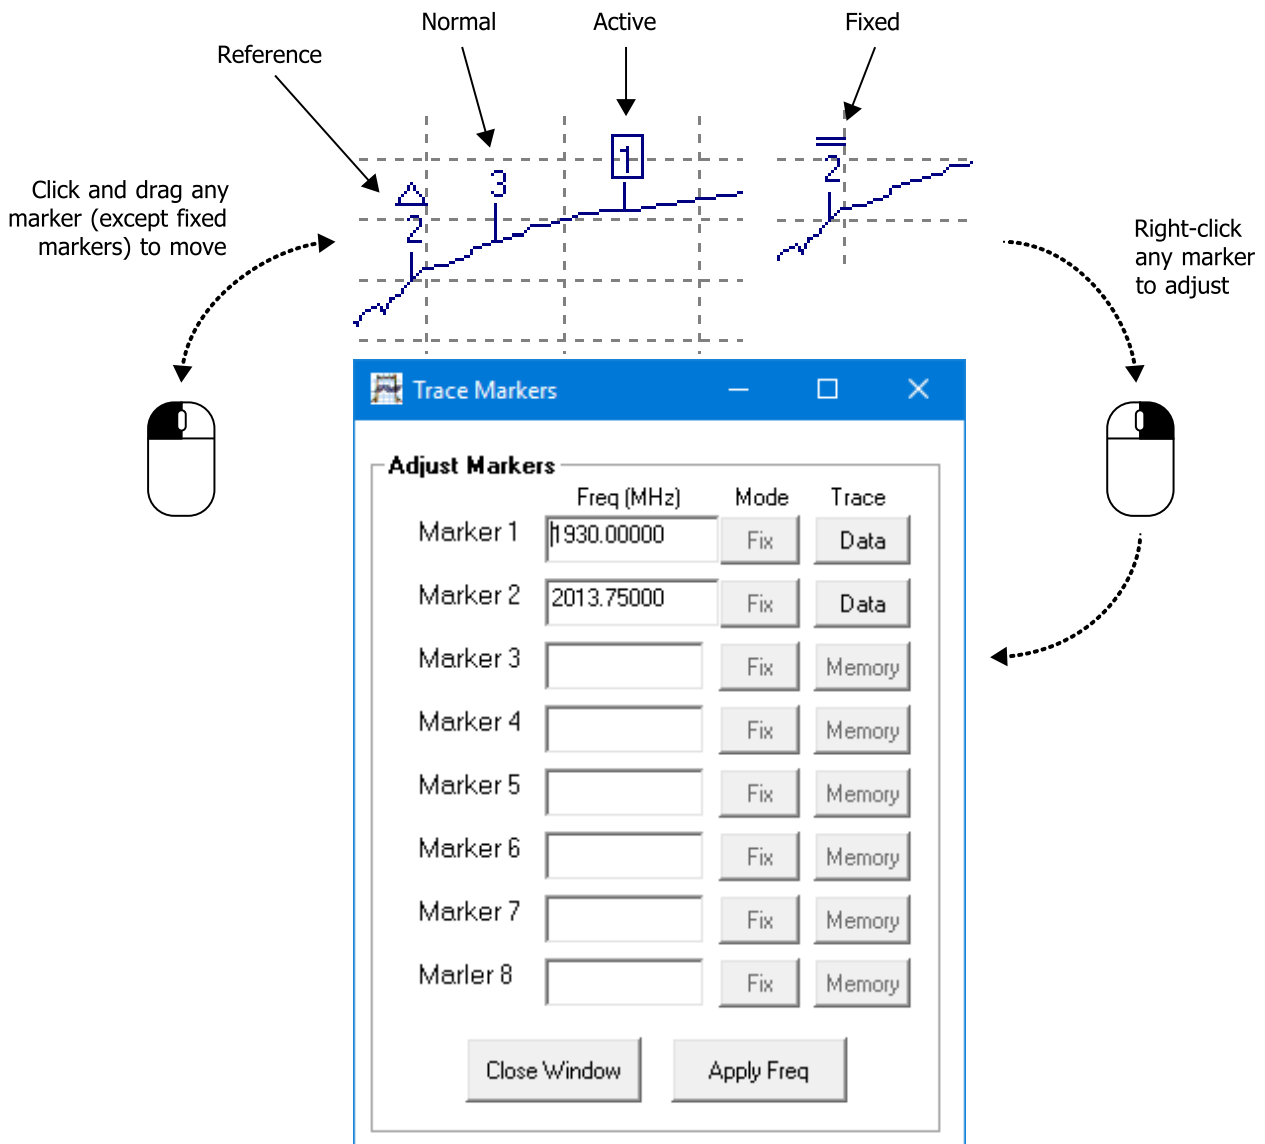 Normal
Active
Fixed
Reference
2
3
1
2
Click and drag any
marker (except fixed
markers) to move
Right-click
any marker
to adjust
Trace Markers
Adjust Markers
Freq (MHz) Mode Trace
Marker 1 1930.00000 Fix Data
Marker 2 2013.75000 Fix Data
Marker 3 Fix Memory
Marker 4 Fix Memory
Marker 5 Fix Memory
Marker 6 Fix Memory
Marker 7 Fix Memory
Marler 8 Fix Memory
Close Window Apply Freq